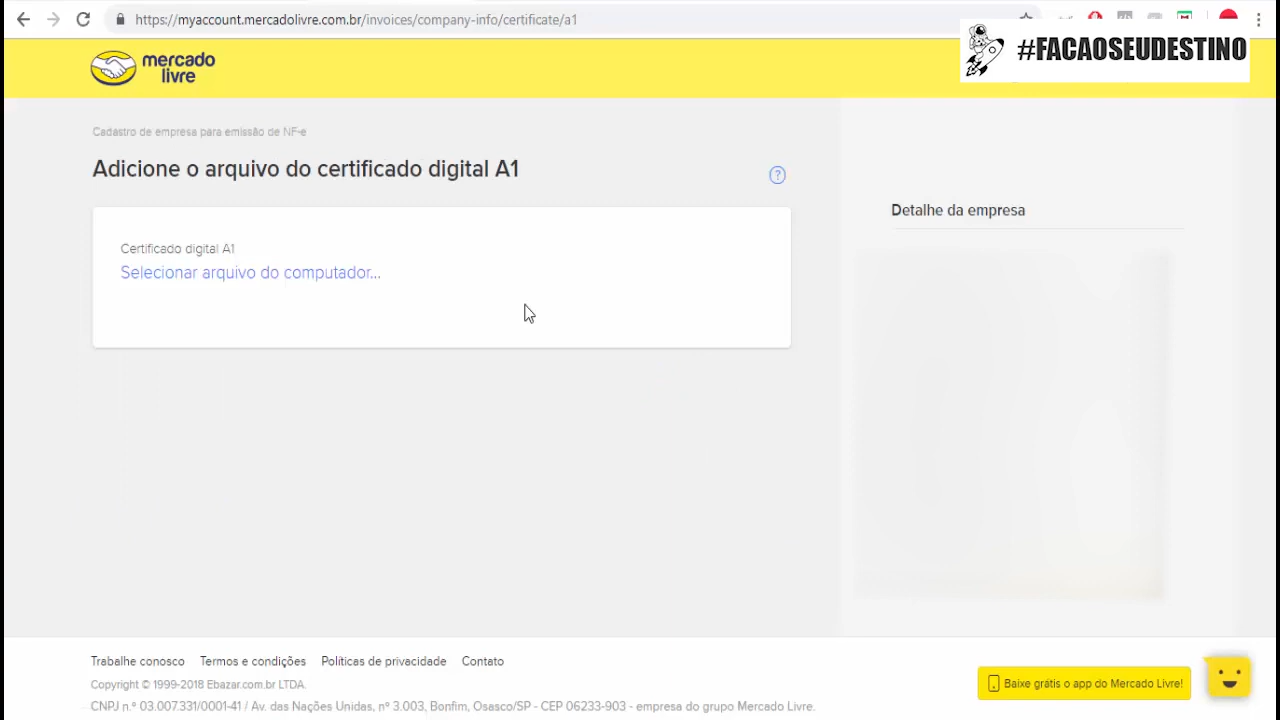 https://myaccount.mercadolivre.com.br/invoices/company-info/certificate/a1
#FACAOSEUDESTINO
mercado
livre
Cadastro de empresa para emissão de NF-e
Adicione o arquivo do certificado digital A1
?
Detalhe da empresa
Certificado digital A1
Selecionar arquivo do computador...
Trabalhe conosco Termos e condições Políticas de privacidade Contato
Copyright © 1999-2018 Ebazar.com.br LTDA.
Baixe grátis o app do Mercado Livre!
CNPJ n.º 03.007.331/0001-41 / Av. das Nações Unidas, nº 3.003, Bonfim, Osasco/SP - CEP 06233-903 - empresa do grupo Mercado Livre.